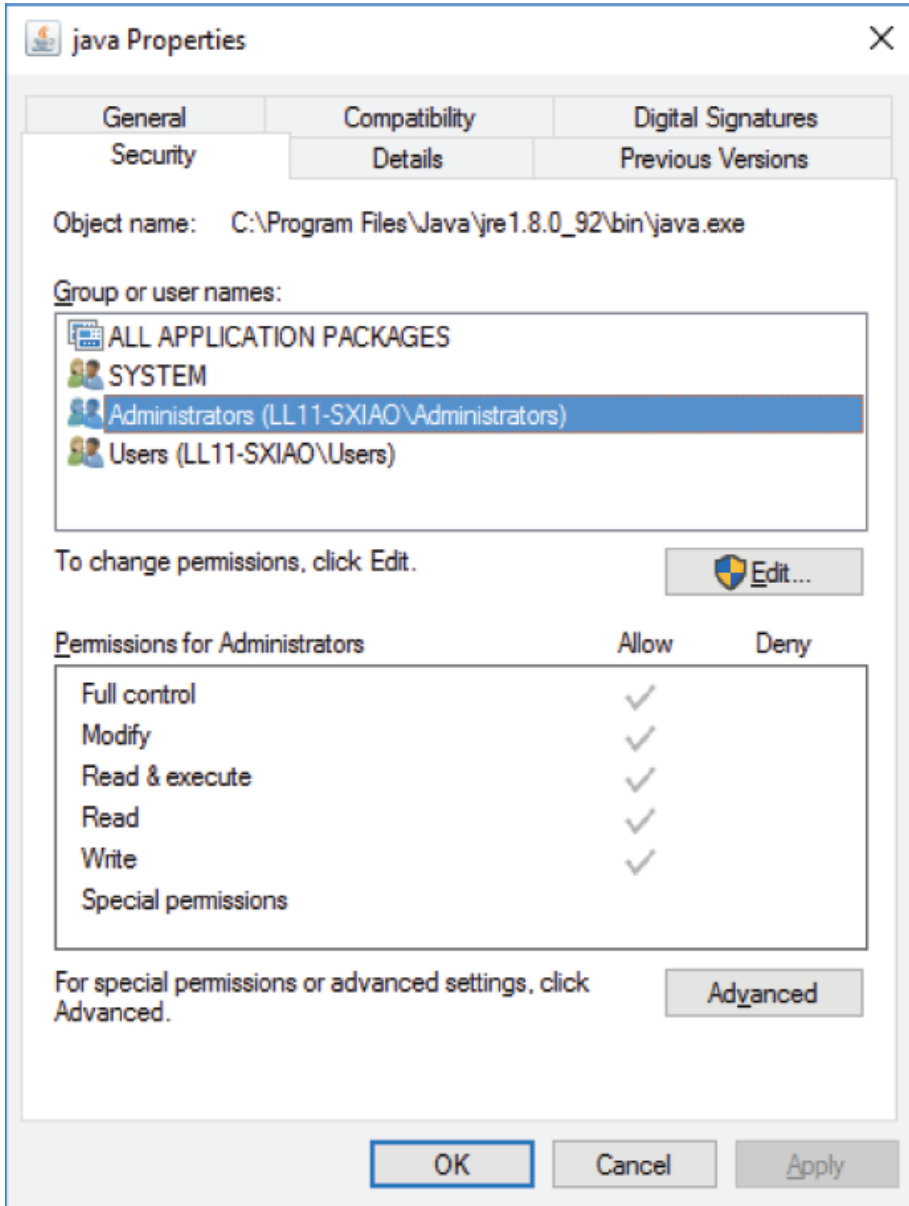 java Properties
General Compatibility Digital Signatures
Security Details Previous Versions
Object name: C:\Program Files\Java\jre1.8.0_92\bin\java.exe
Group or user names:
ALL APPLICATION PACKAGES
SYSTEM
Administrators (LL11-SXIAO\Administrators)
Users (LL11-SXIAO\Users)
To change permissions, click Edit. Edit...
Permissions for Administrators Allow Deny
Full control
Modify
Read & execute
Read
Write
Special permissions
For special permissions or advanced settings, click
Advanced. Advanced
OK Cancel Apply